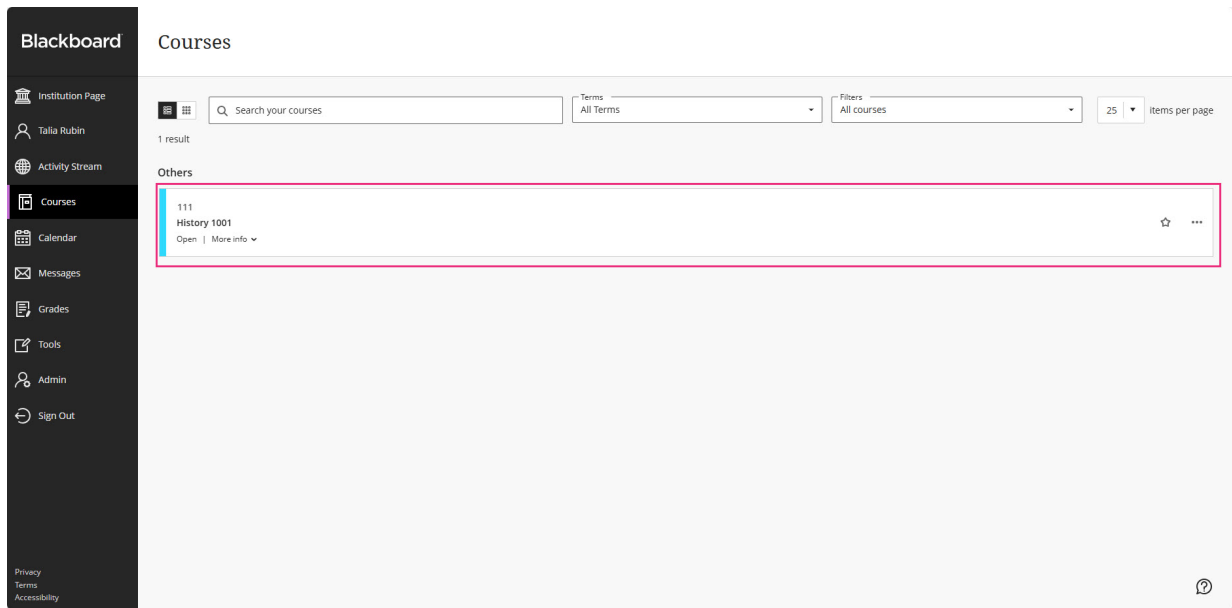 Blackboard
Institution Page
Talia Rubin
Activity Stream
Courses
Calendar
Messages
Grades
Tools
Admin
Sign Out
Privacy
Terms
Accessibility
Courses
Search your courses
Terms
All Terms
Filters
All courses
25 items per page
1 result
Others
111
History 1001
Open | More info